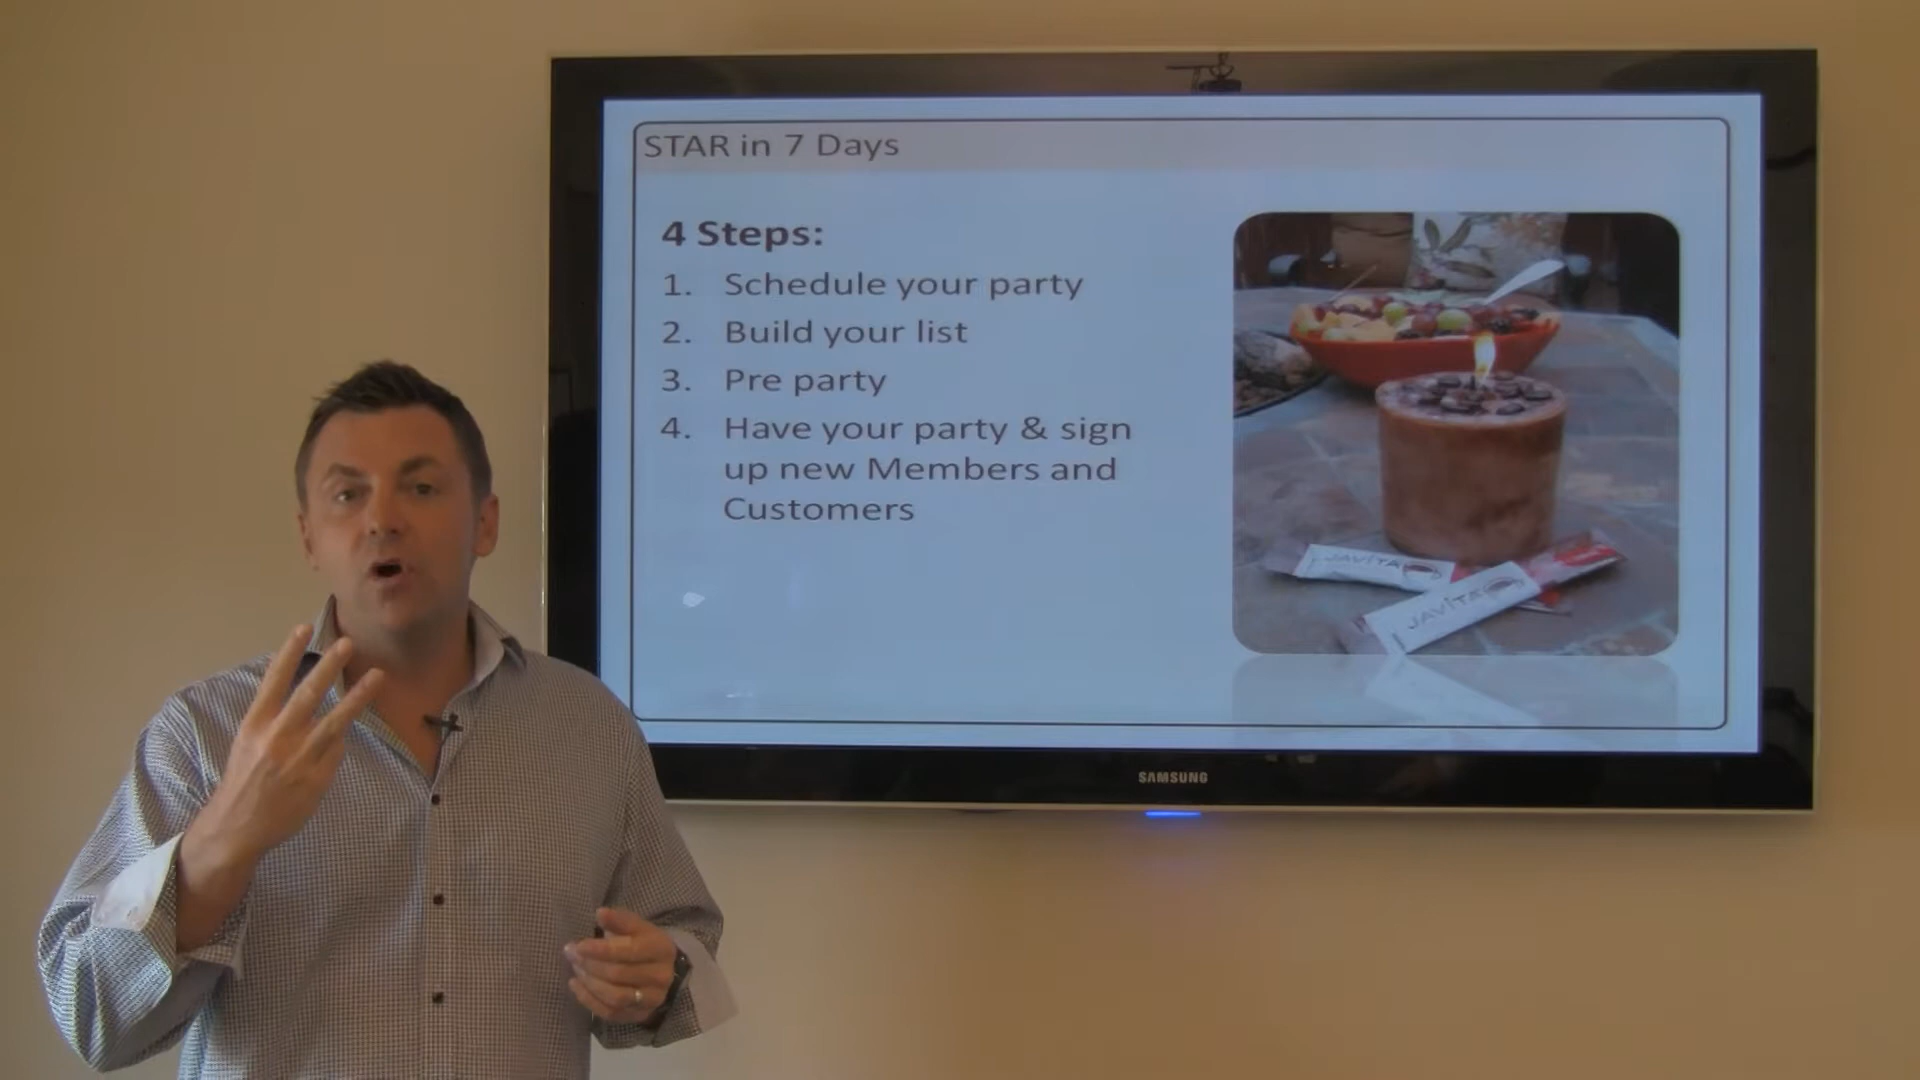 STAR in 7 Days
4 Steps:
1. Schedule your party
2. Build your list
3. Pre party
4. Have your party & sign
up new Members and
Customers
JAVITA
JAVITA
SAMSUNG